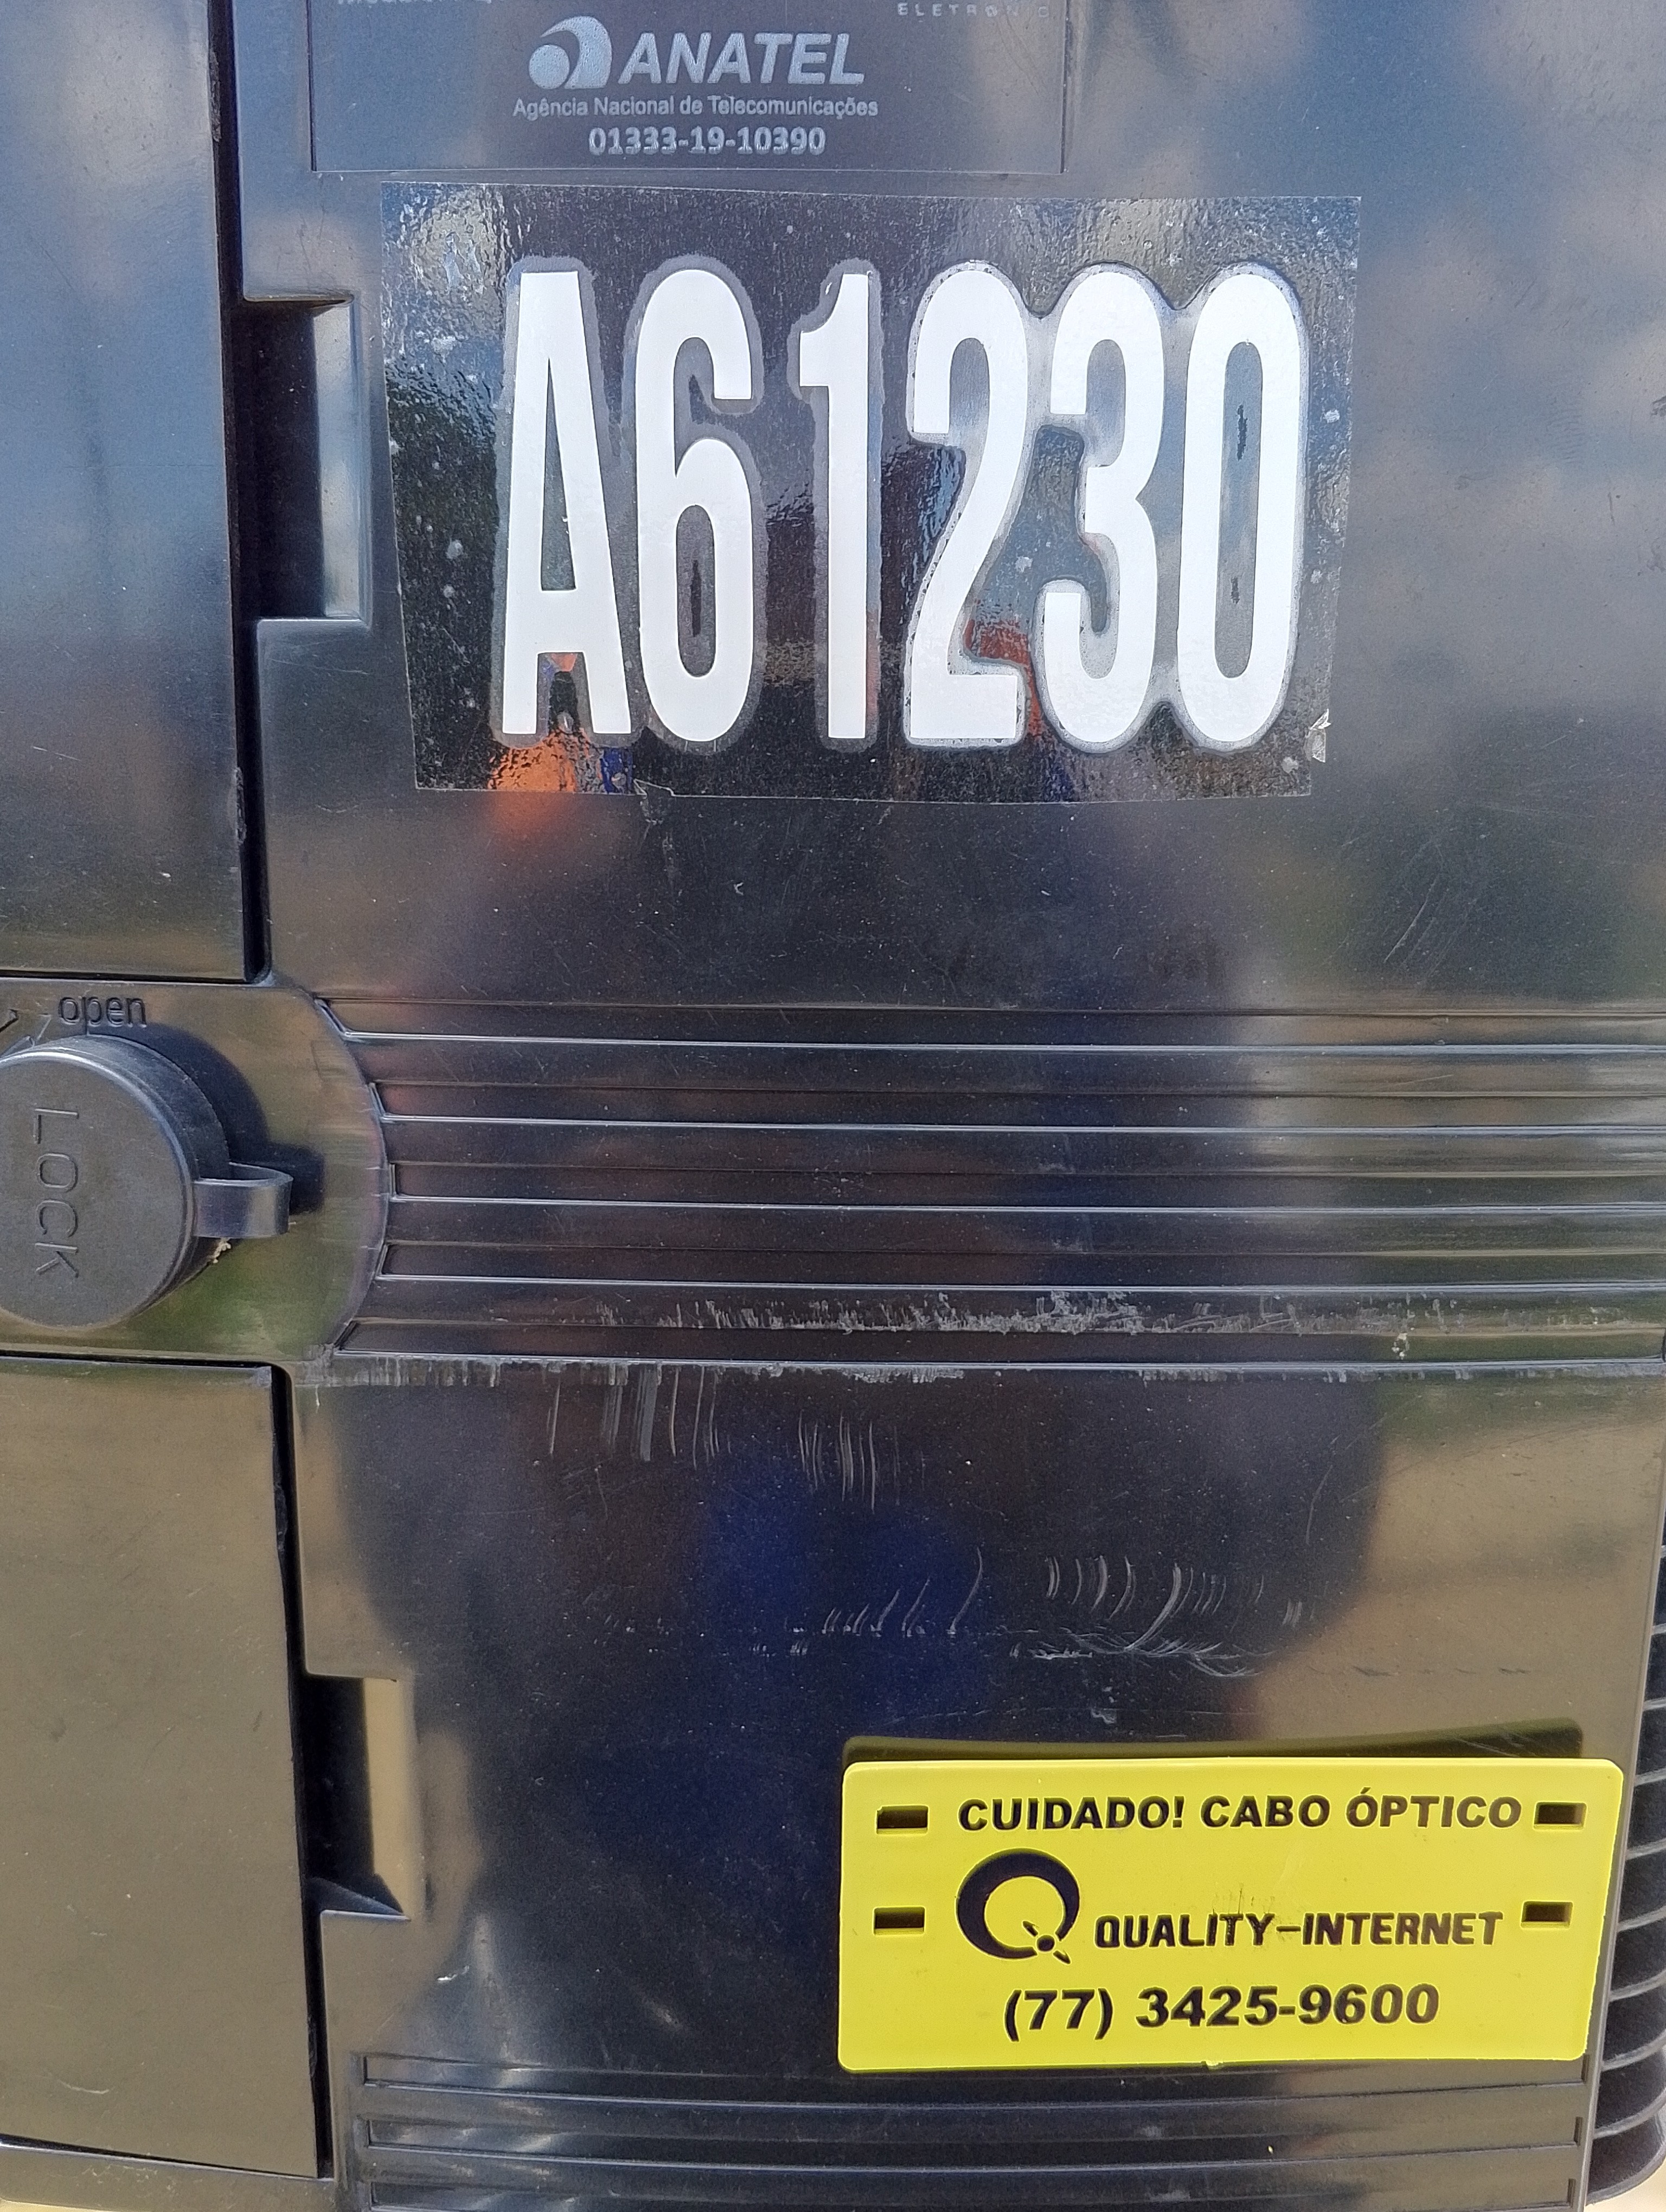 ANATEL
Agência Nacional de Telecomunicações
01333-19-10390
A61230
open
LOCK
CUIDADO! CABO ÓPTICO
QUALITY-INTERNET
(77) 3425-9600